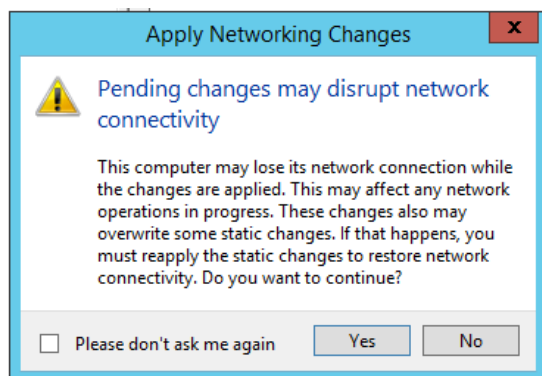 Apply Networking Changes
x
Pending changes may disrupt network
connectivity
This computer may lose its network connection while
the changes are applied. This may affect any network
operations in progress. These changes also may
overwrite some static changes. If that happens, you
must reapply the static changes to restore network
connectivity. Do you want to continue?
Please don't ask me again
Yes
No